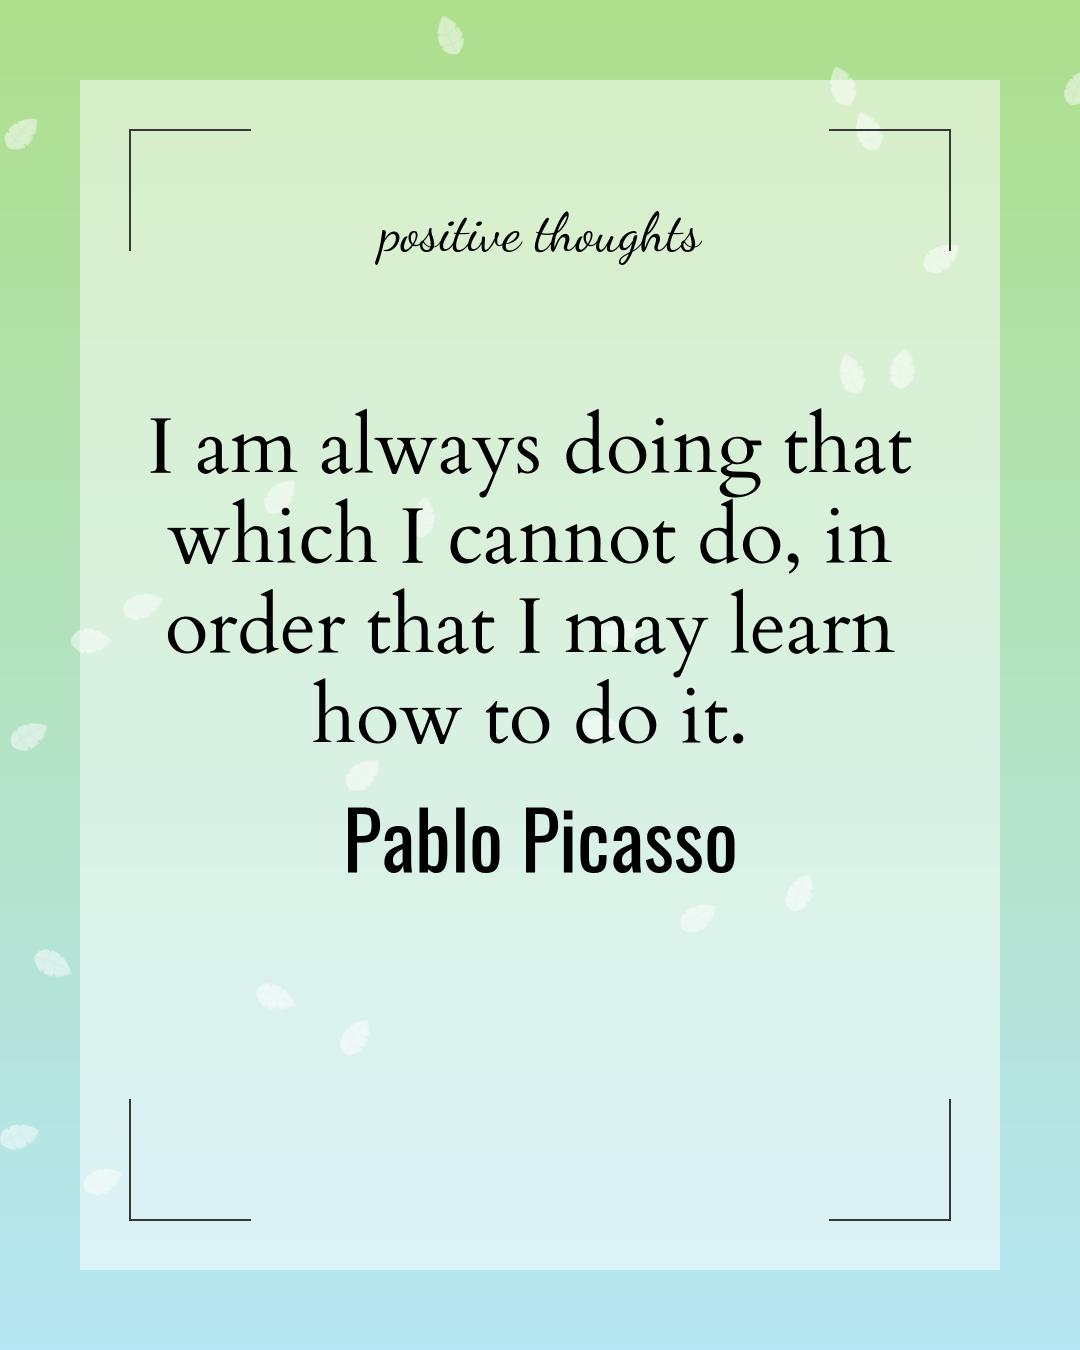 positive thoughts
I am always doing that
which I cannot do, in
order that I may learn
how to do it.
Pablo Picasso